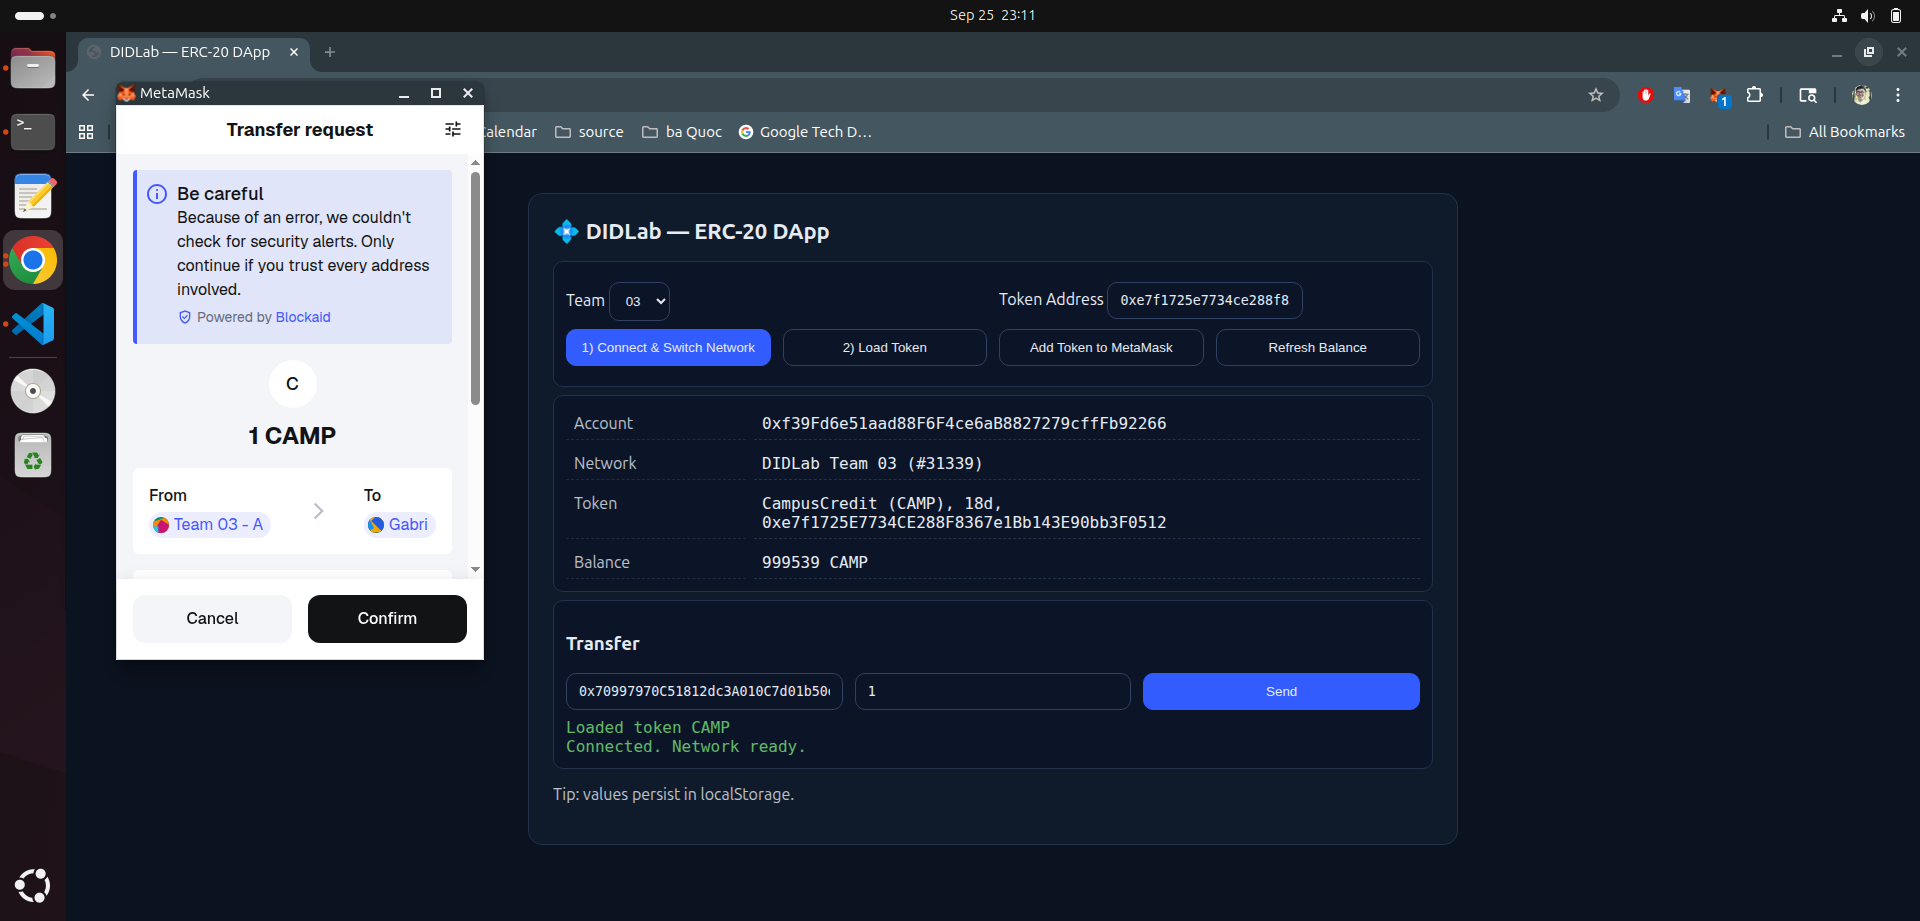 Sep 25 23:11
DIDLab — ERC-20 DApp
MetaMask
1
Calendar
source
ba Quoc
Google Tech D...
All Bookmarks
Transfer request
Be careful
Because of an error, we couldn't
check for security alerts. Only
continue if you trust every address
involved.
Powered by Blockaid
C
1 CAMP
From
To
Team 03 - A
Gabri
Cancel
Confirm
DIDLab — ERC-20 DApp
Team 03
Token Address 0xe7f1725e7734ce288f8
1) Connect & Switch Network
2) Load Token
Add Token to MetaMask
Refresh Balance
Account 0xf39Fd6e51aad88F6F4ce6aB8827279cffFb92266
Network DIDLab Team 03 (#31339)
Token CampusCredit (CAMP), 18d,
0xe7f1725E7734CE288F8367e1Bb143E90bb3F0512
Balance 999539 CAMP
Transfer
0x70997970C51812dc3A010C7d01b50
1
Send
Loaded token CAMP
Connected. Network ready.
Tip: values persist in localStorage.